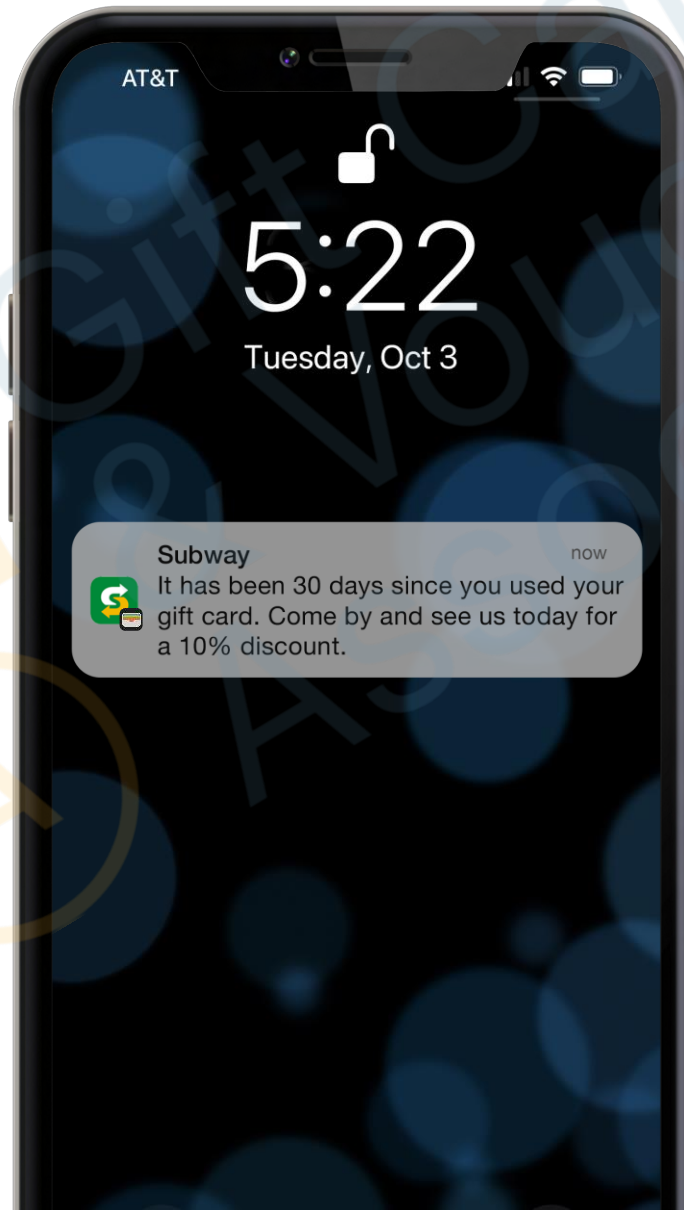 AT&T
5:22
Tuesday, Oct 3
Subway
now
It has been 30 days since you used your
gift card. Come by and see us today for
a 10% discount.
Gift
&